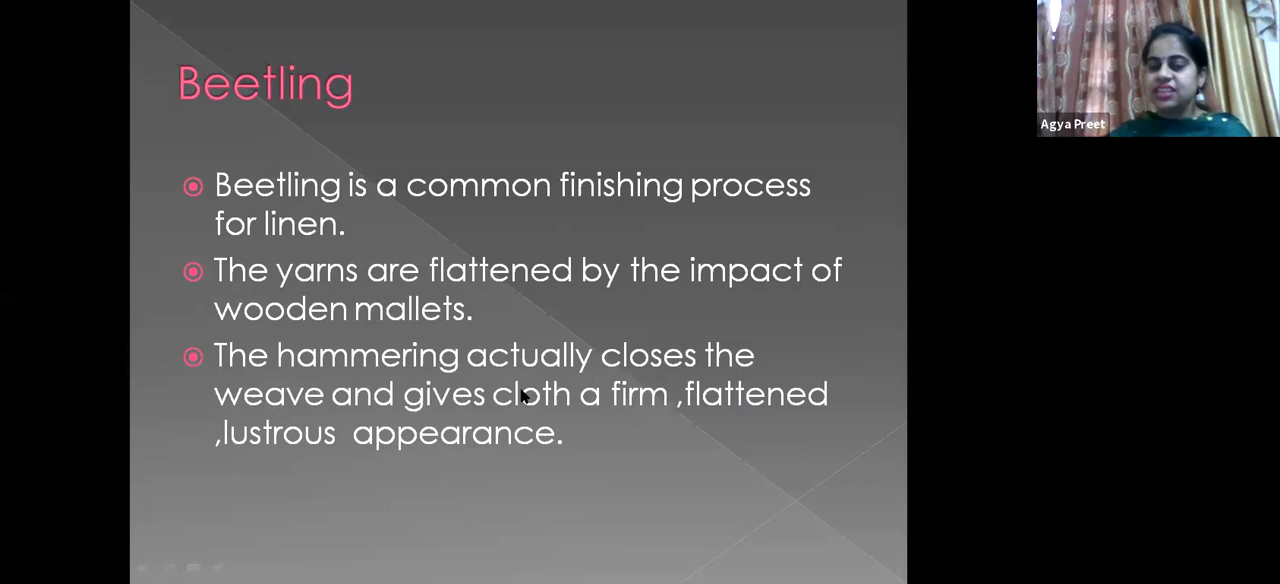 Beetling
Beetling is a common finishing process
for linen.
The yarns are flattened by the impact of
wooden mallets.
The hammering actually closes the
weave and gives cloth a firm ,flattened
,lustrous appearance.
Agya Preet